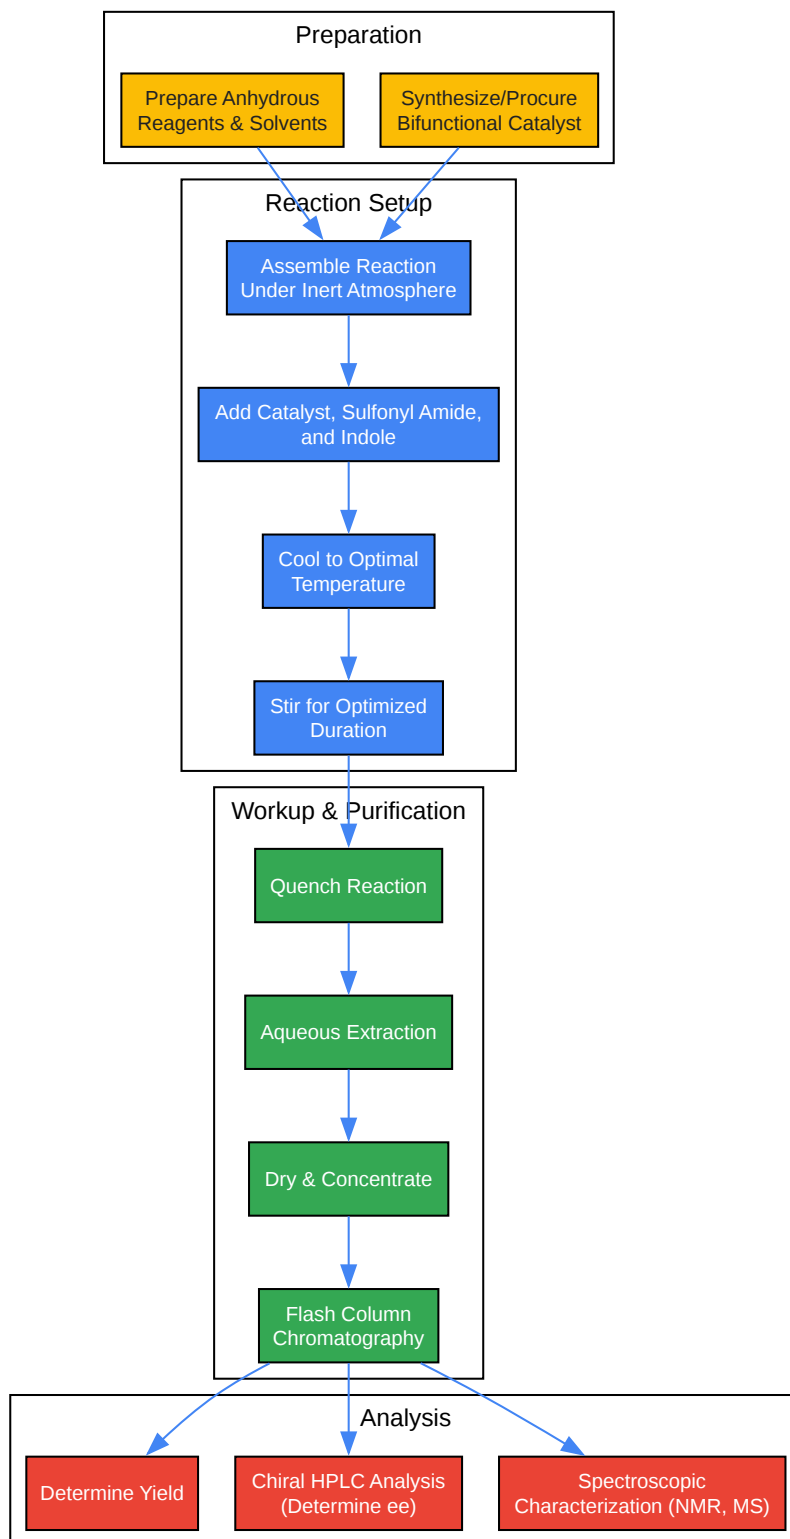 Preparation
Prepare Anhydrous
Reagents & Solvents
Synthesize/Procure
Bifunctional Catalyst
Reaction Setup
Assemble Reaction
Under Inert Atmosphere
Add Catalyst, Sulfonyl Amide,
and Indole
Cool to Optimal
Temperature
Stir for Optimized
Duration
Workup & Purification
Quench Reaction
Aqueous Extraction
Dry & Concentrate
Flash Column
Chromatography
Analysis
Determine Yield
Chiral HPLC Analysis
(Determine ee)
Spectroscopic
Characterization (NMR, MS)